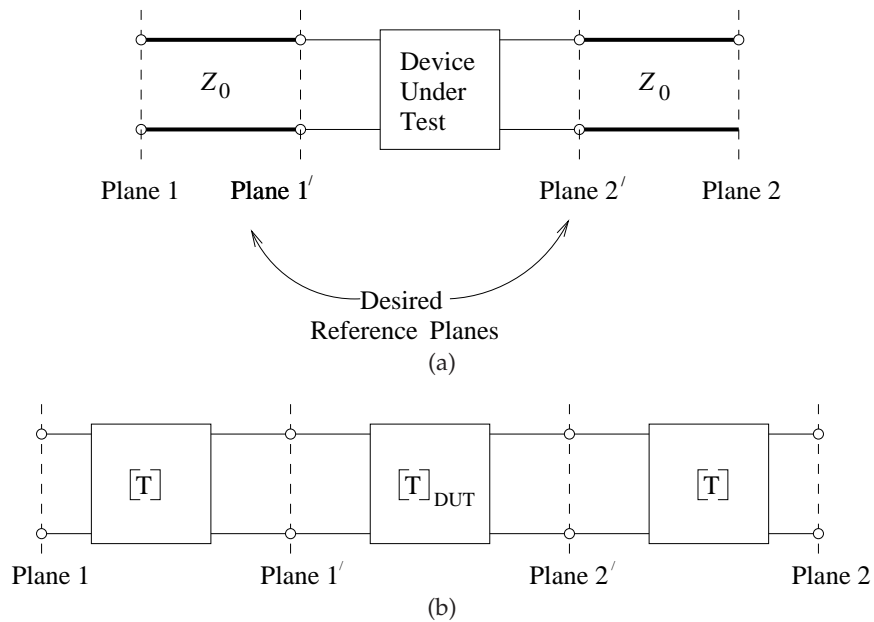 Z0 Device Under Test Z0
Plane 1 Plane 1′ Plane 2′ Plane 2
Desired
Reference Planes
(a)
[T] [T]DUT [T]
Plane 1 Plane 1′ Plane 2′ Plane 2
(b)